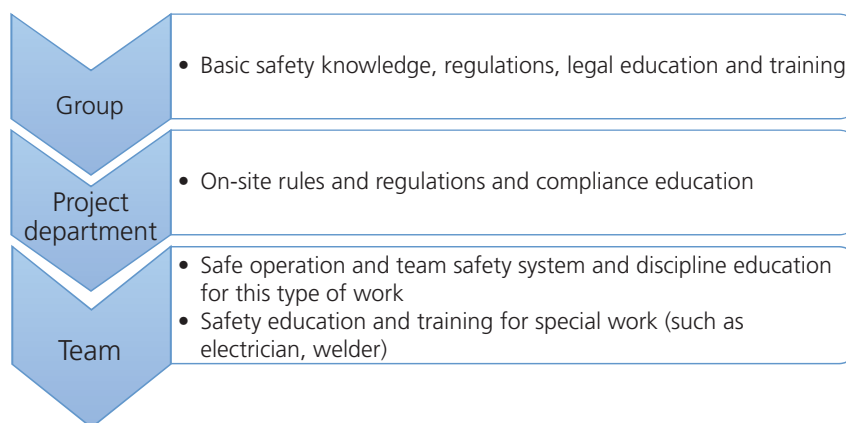 Group
• Basic safety knowledge, regulations, legal education and training
Project
department
• On-site rules and regulations and compliance education
Team
• Safe operation and team safety system and discipline education
for this type of work
• Safety education and training for special work (such as
electrician, welder)